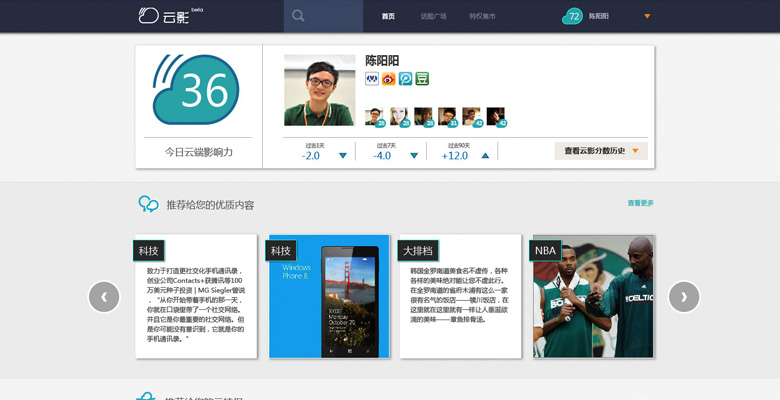 云影 beta
首页 话题广场 特权集市
72 陈阳阳
36
今日云端影响力
陈阳阳
28 28 28 31 42 42
过去1天 过去7天 过去90天
-2.0 -4.0 +12.0
查看云影分数历史
推荐给您的优质内容
查看更多
科技
致力于打造更社交化手机通讯录，
创业公司Contacts+获腾讯等100
万美元种子投资 | MG Siegler曾说
，“从你开始带着手机的那一天，
你就在口袋里带了一个社交网络。
并且它是你最重要的社交网络。但
是你可能没有意识到，它就是你的
手机通讯录。”
科技
Windows
Phone 8.
10:00
Monday
October 29
大排档
韩国全罗南道美食名不虚传，各种
各样的美味绝对能让人不虚此行。
在全罗南道的省府木浦有这么一家
很有名气的饭店——犊川饭店，在
这里就在这里就有一样让人垂涎欲
滴的美味——章鱼排骨汤。
NBA
CELTIC